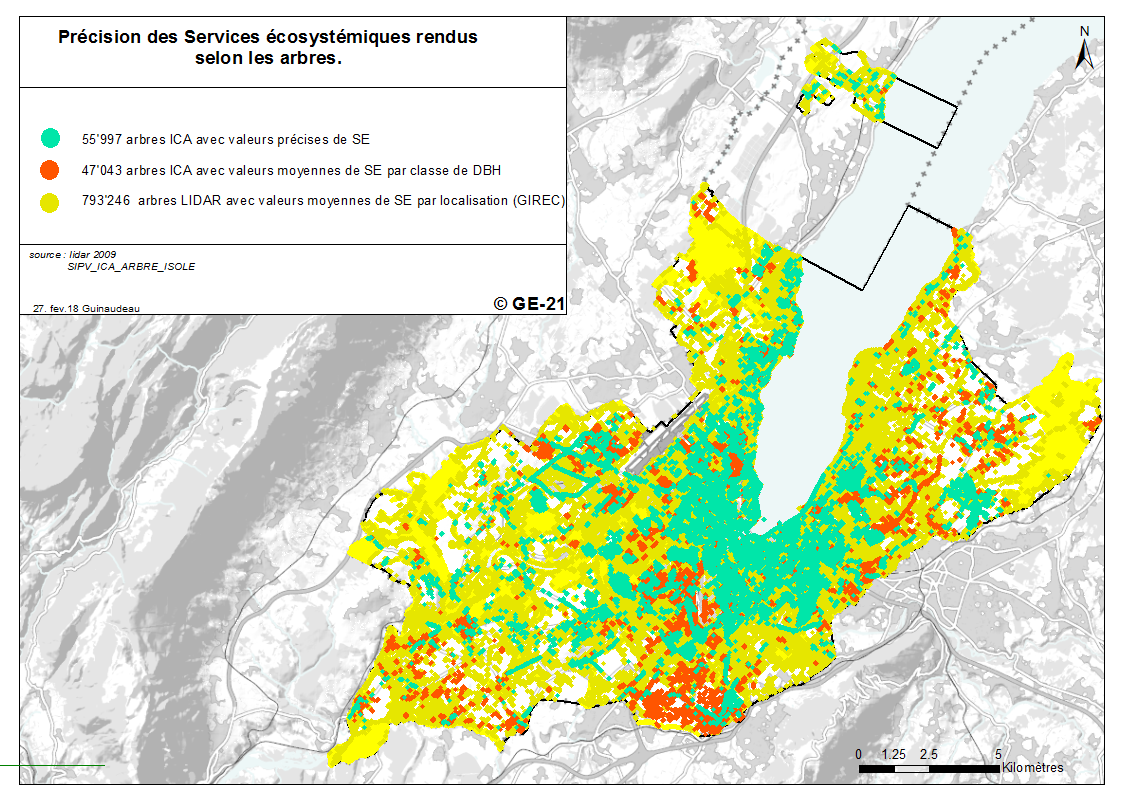 Précision des Services écosystémiques rendus
selon les arbres.
55'997 arbres ICA avec valeurs précises de SE
47'043 arbres ICA avec valeurs moyennes de SE par classe de DBH
793'246 arbres LIDAR avec valeurs moyennes de SE par localisation (GIREC)
source : lidar 2009
SIPV_ICA_ARBRE_ISOLE
27. fev.18 Guinaudeau
© GE-21
N
0 1.25 2.5 5
Kilomètres